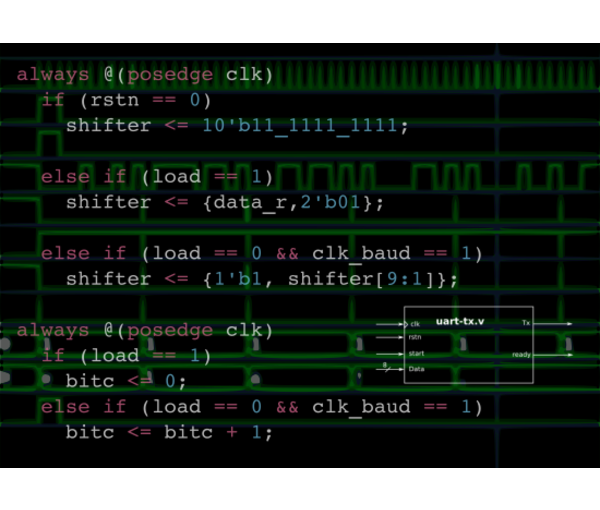 always @(posedge clk)
if (rstn == 0)
shifter <= 10'b11_1111_1111;
else if (load == 1)
shifter <= {data_r,2'b01};
else if (load == 0 && clk_baud == 1)
shifter <= {1'b1, shifter[9:1]};
always @(posedge clk)
if (load == 1)
bitc <= 0;
else if (load == 0 && clk_baud == 1)
bitc <= bitc + 1;
uart-tx.v
clk
Tx
rstn
start
ready
8
Data